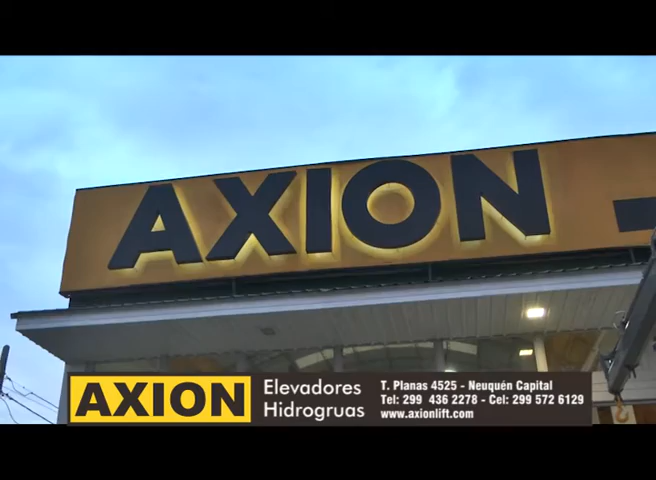 AXION
AXION
Elevadores
Hidrogruas
T. Planas 4525 - Neuquén Capital
Tel: 299 436 2278 - Cel: 299 572 6129
www.axionlift.com